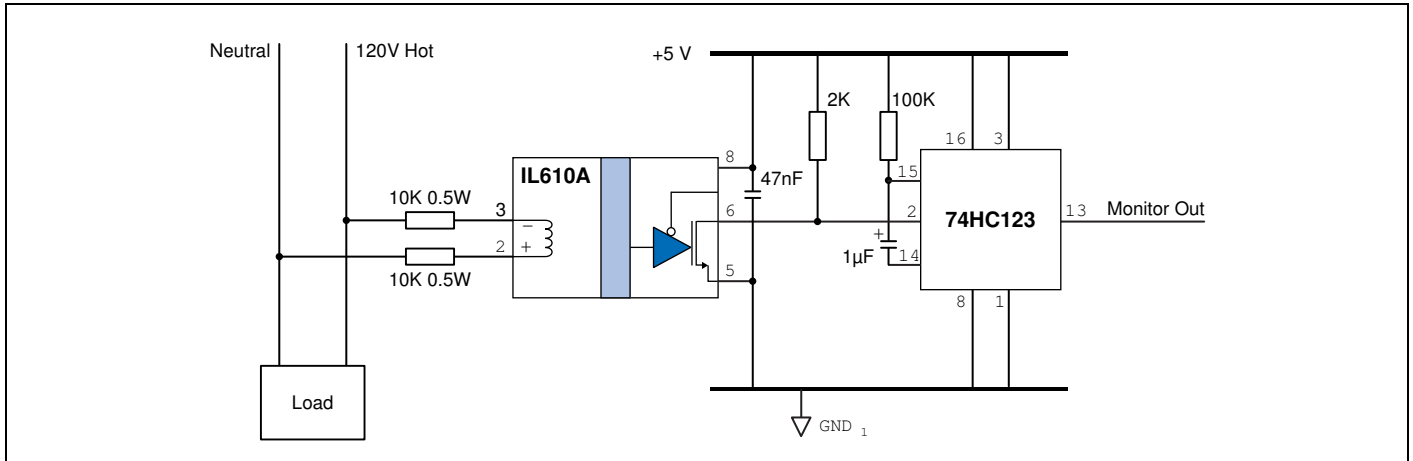 Neutral
120V Hot
+5 V
2K
100K
16
3
8
IL610A
47nF
15
10K 0.5W
3
−
6
2
74HC123
13
Monitor Out
2
+
+
1µF
14
10K 0.5W
5
8
1
Load
GND 1